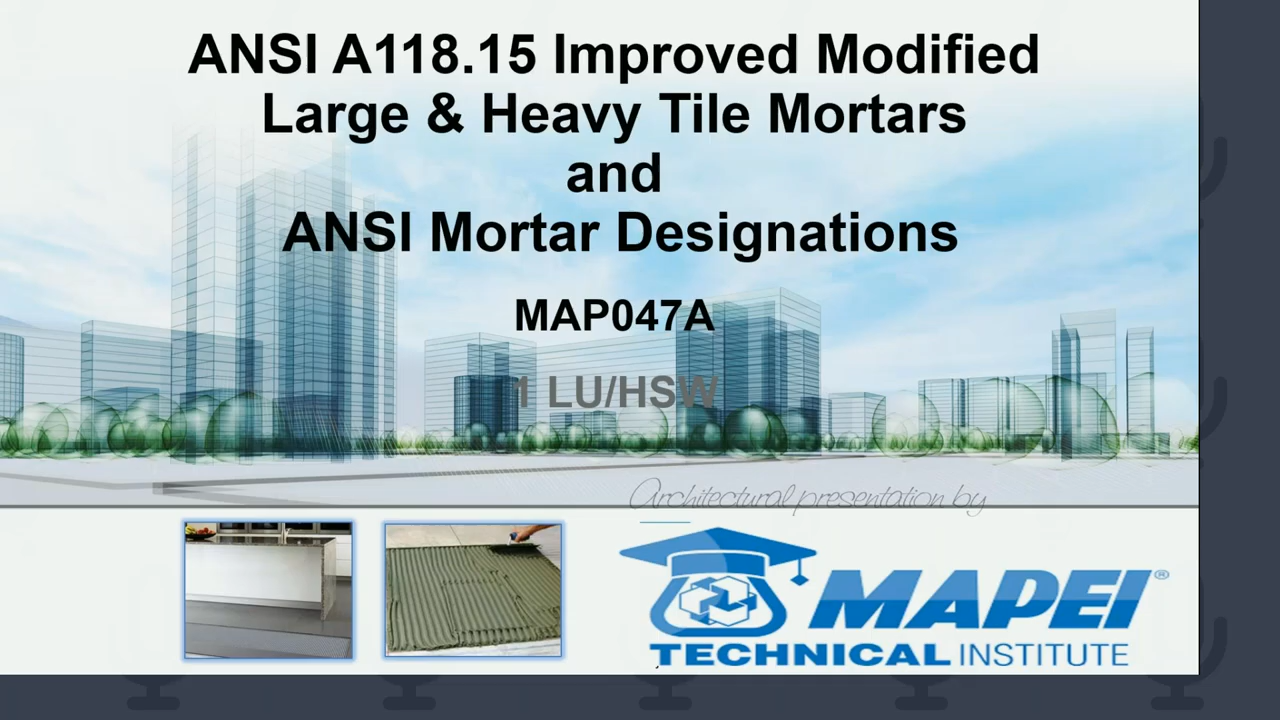 ANSI A118.15 Improved Modified
Large & Heavy Tile Mortars
and
ANSI Mortar Designations
MAP047A
1 LU/HSW
Architectural presentation by
MAPEI®
TECHNICAL INSTITUTE